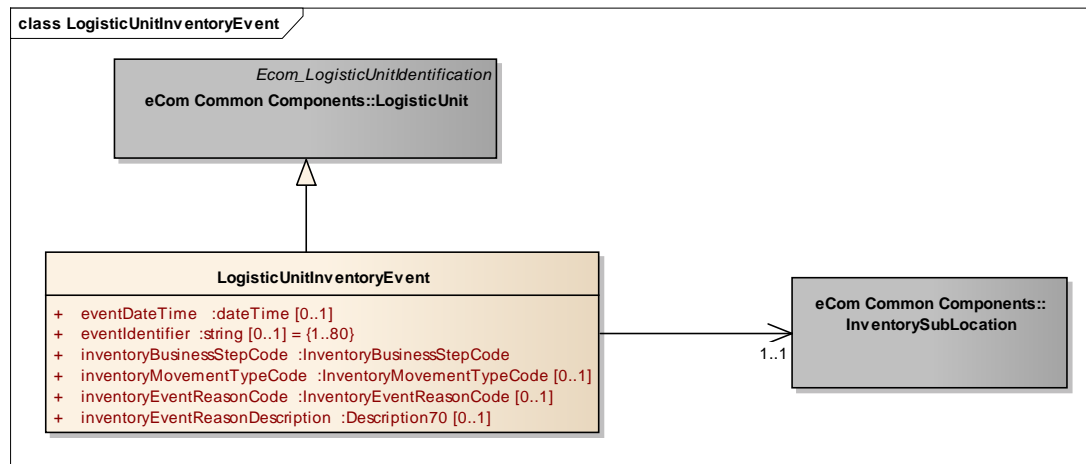 class LogisticUnitInventoryEvent
Ecom_LogisticUnitIdentification
eCom Common Components::LogisticUnit
LogisticUnitInventoryEvent
+ eventDateTime :dateTime [0..1]
+ eventIdentifier :string [0..1] = {1..80}
+ inventoryBusinessStepCode :InventoryBusinessStepCode
+ inventoryMovementTypeCode :InventoryMovementTypeCode [0..1]
+ inventoryEventReasonCode :InventoryEventReasonCode [0..1]
+ inventoryEventReasonDescription :Description70 [0..1]
1..1
eCom Common Components::
InventorySubLocation